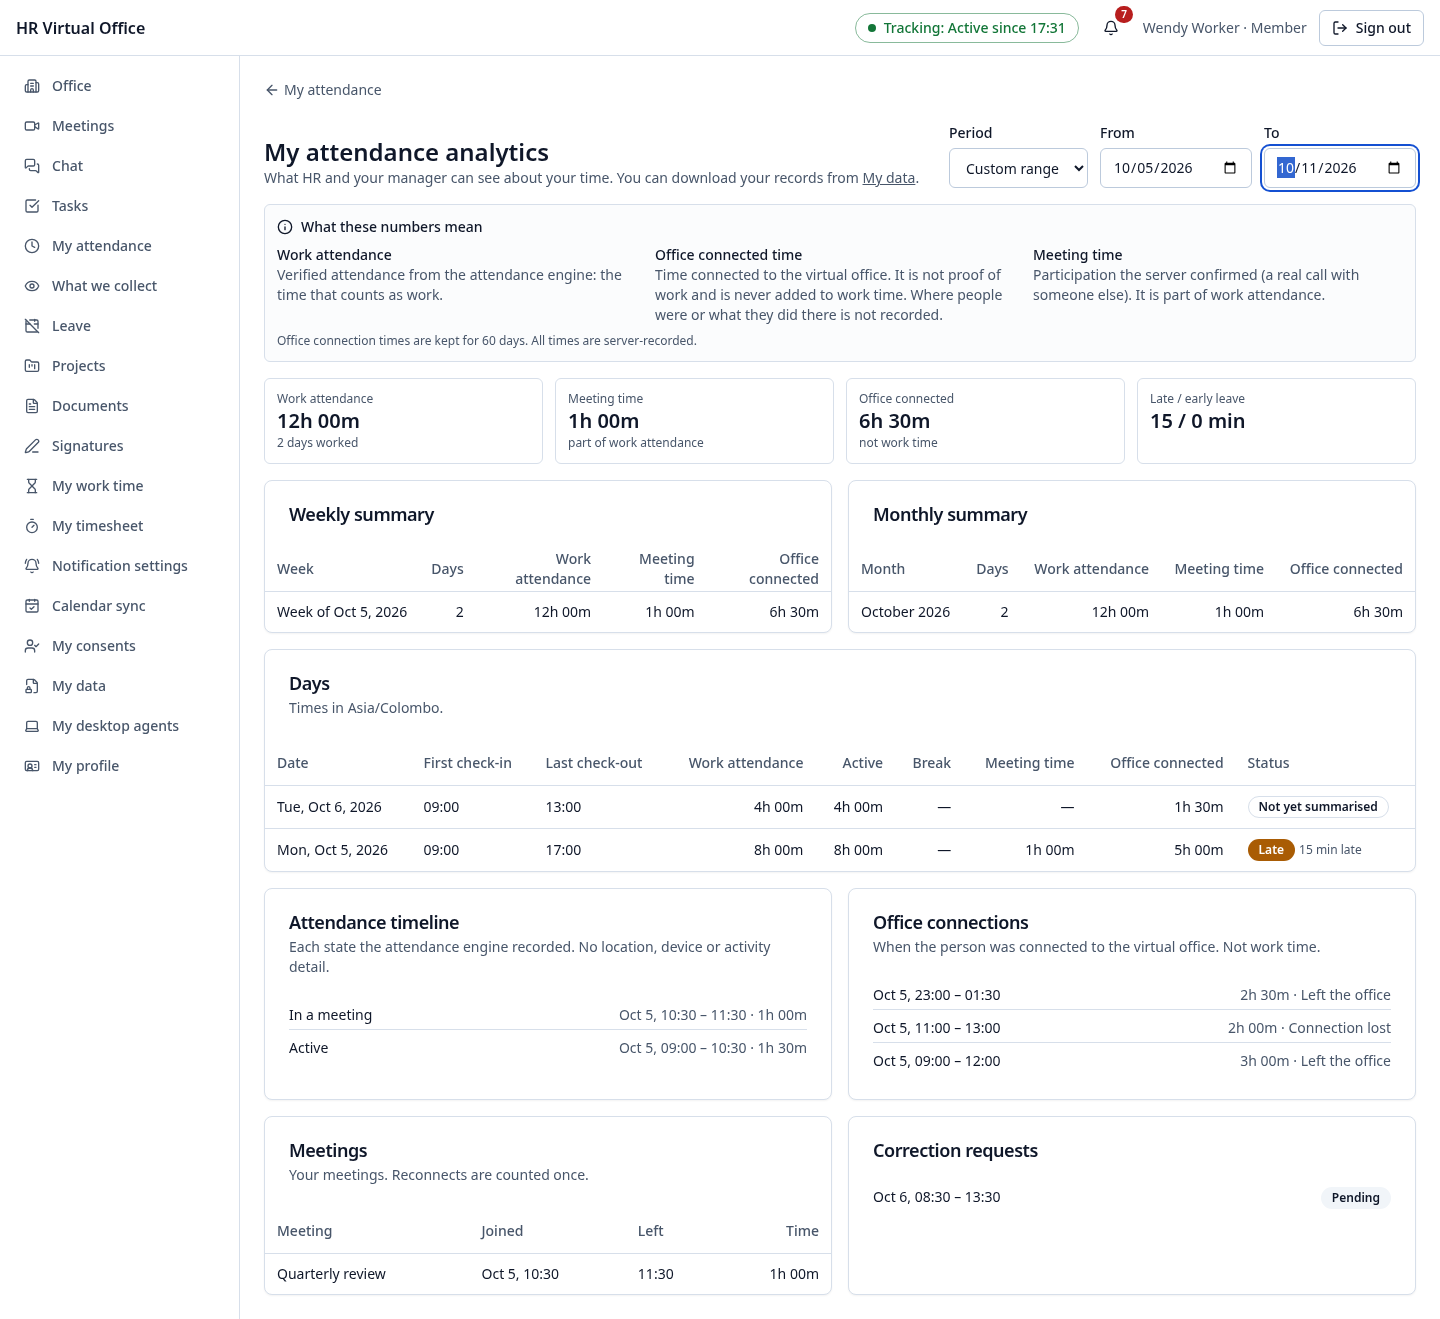 HR Virtual Office
Tracking: Active since 17:31
7
Wendy Worker · Member
Sign out
Office
Meetings
Chat
Tasks
My attendance
What we collect
Leave
Projects
Documents
Signatures
My work time
My timesheet
Notification settings
Calendar sync
My consents
My data
My desktop agents
My profile
My attendance
My attendance analytics
What HR and your manager can see about your time. You can download your records from My data.
Period
From
To
Custom range
10/05/2026
10/11/2026
What these numbers mean
Work attendance
Verified attendance from the attendance engine: the
time that counts as work.
Office connected time
Time connected to the virtual office. It is not proof of
work and is never added to work time. Where people
were or what they did there is not recorded.
Meeting time
Participation the server confirmed (a real call with
someone else). It is part of work attendance.
Office connection times are kept for 60 days. All times are server-recorded.
Work attendance
12h 00m
2 days worked
Meeting time
1h 00m
part of work attendance
Office connected
6h 30m
not work time
Late / early leave
15 / 0 min
Weekly summary
Week Days Work attendance Meeting time Office connected
Week of Oct 5, 2026 2 12h 00m 1h 00m 6h 30m
Monthly summary
Month Days Work attendance Meeting time Office connected
October 2026 2 12h 00m 1h 00m 6h 30m
Days
Times in Asia/Colombo.
Date First check-in Last check-out Work attendance Active Break Meeting time Office connected Status
Tue, Oct 6, 2026 09:00 13:00 4h 00m 4h 00m — — 1h 30m Not yet summarised
Mon, Oct 5, 2026 09:00 17:00 8h 00m 8h 00m — 1h 00m 5h 00m Late 15 min late
Attendance timeline
Each state the attendance engine recorded. No location, device or activity
detail.
In a meeting Oct 5, 10:30 – 11:30 · 1h 00m
Active Oct 5, 09:00 – 10:30 · 1h 30m
Office connections
When the person was connected to the virtual office. Not work time.
Oct 5, 23:00 – 01:30 2h 30m · Left the office
Oct 5, 11:00 – 13:00 2h 00m · Connection lost
Oct 5, 09:00 – 12:00 3h 00m · Left the office
Meetings
Your meetings. Reconnects are counted once.
Meeting Joined Left Time
Quarterly review Oct 5, 10:30 11:30 1h 00m
Correction requests
Oct 6, 08:30 – 13:30 Pending